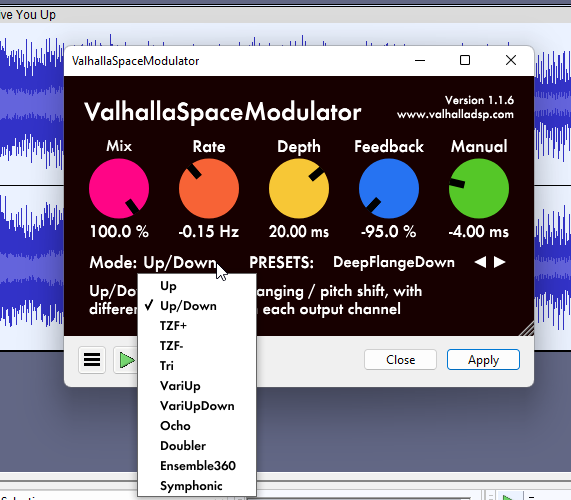 ve You Up
ValhallaSpaceModulator
ValhallaSpaceModulator
Version 1.1.6
www.valhalladsp.com
Mix Rate Depth Feedback Manual
100.0 % -0.15 Hz 20.00 ms -95.0 % -4.00 ms
Mode: Up/Down PRESETS: DeepFlangeDown
Up/Do anging / pitch shift, with
differen each output channel
Up
✓ Up/Down
TZF+
TZF-
Tri
VariUp
VariUpDown
Ocho
Doubler
Ensemble360
Symphonic
Close Apply